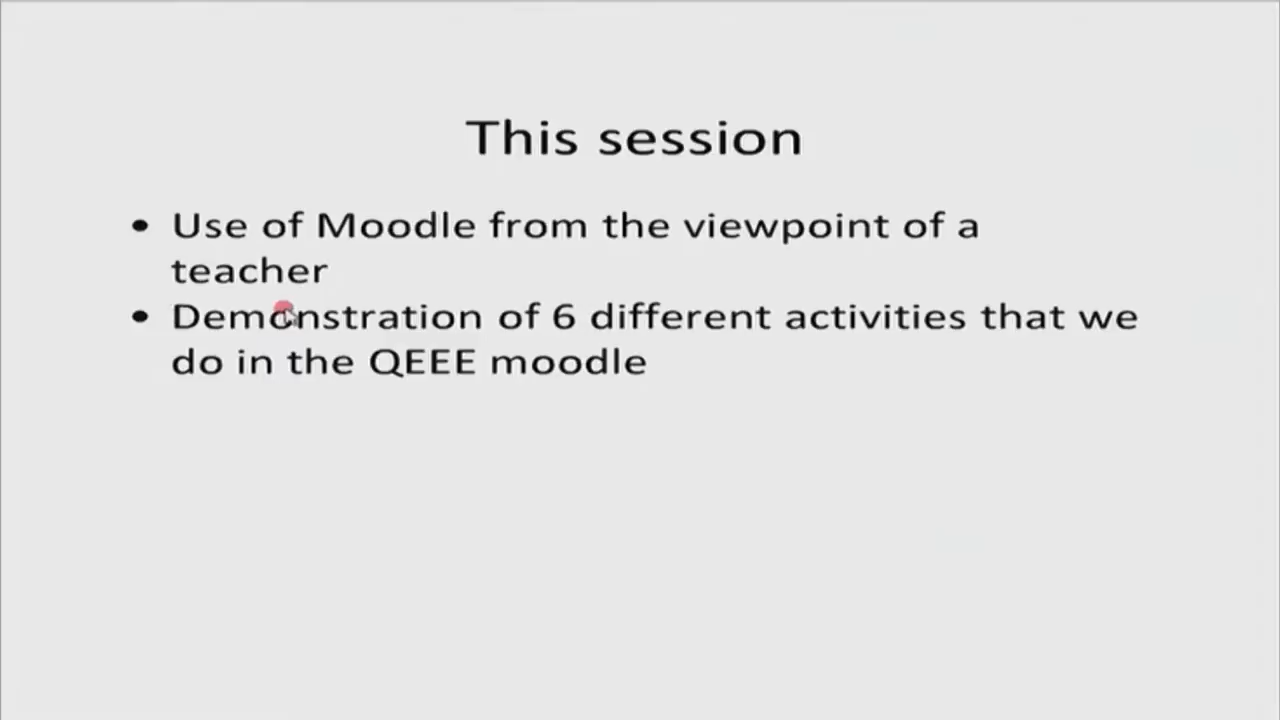 This session
• Use of Moodle from the viewpoint of a
teacher
• Demonstration of 6 different activities that we
do in the QEEE moodle